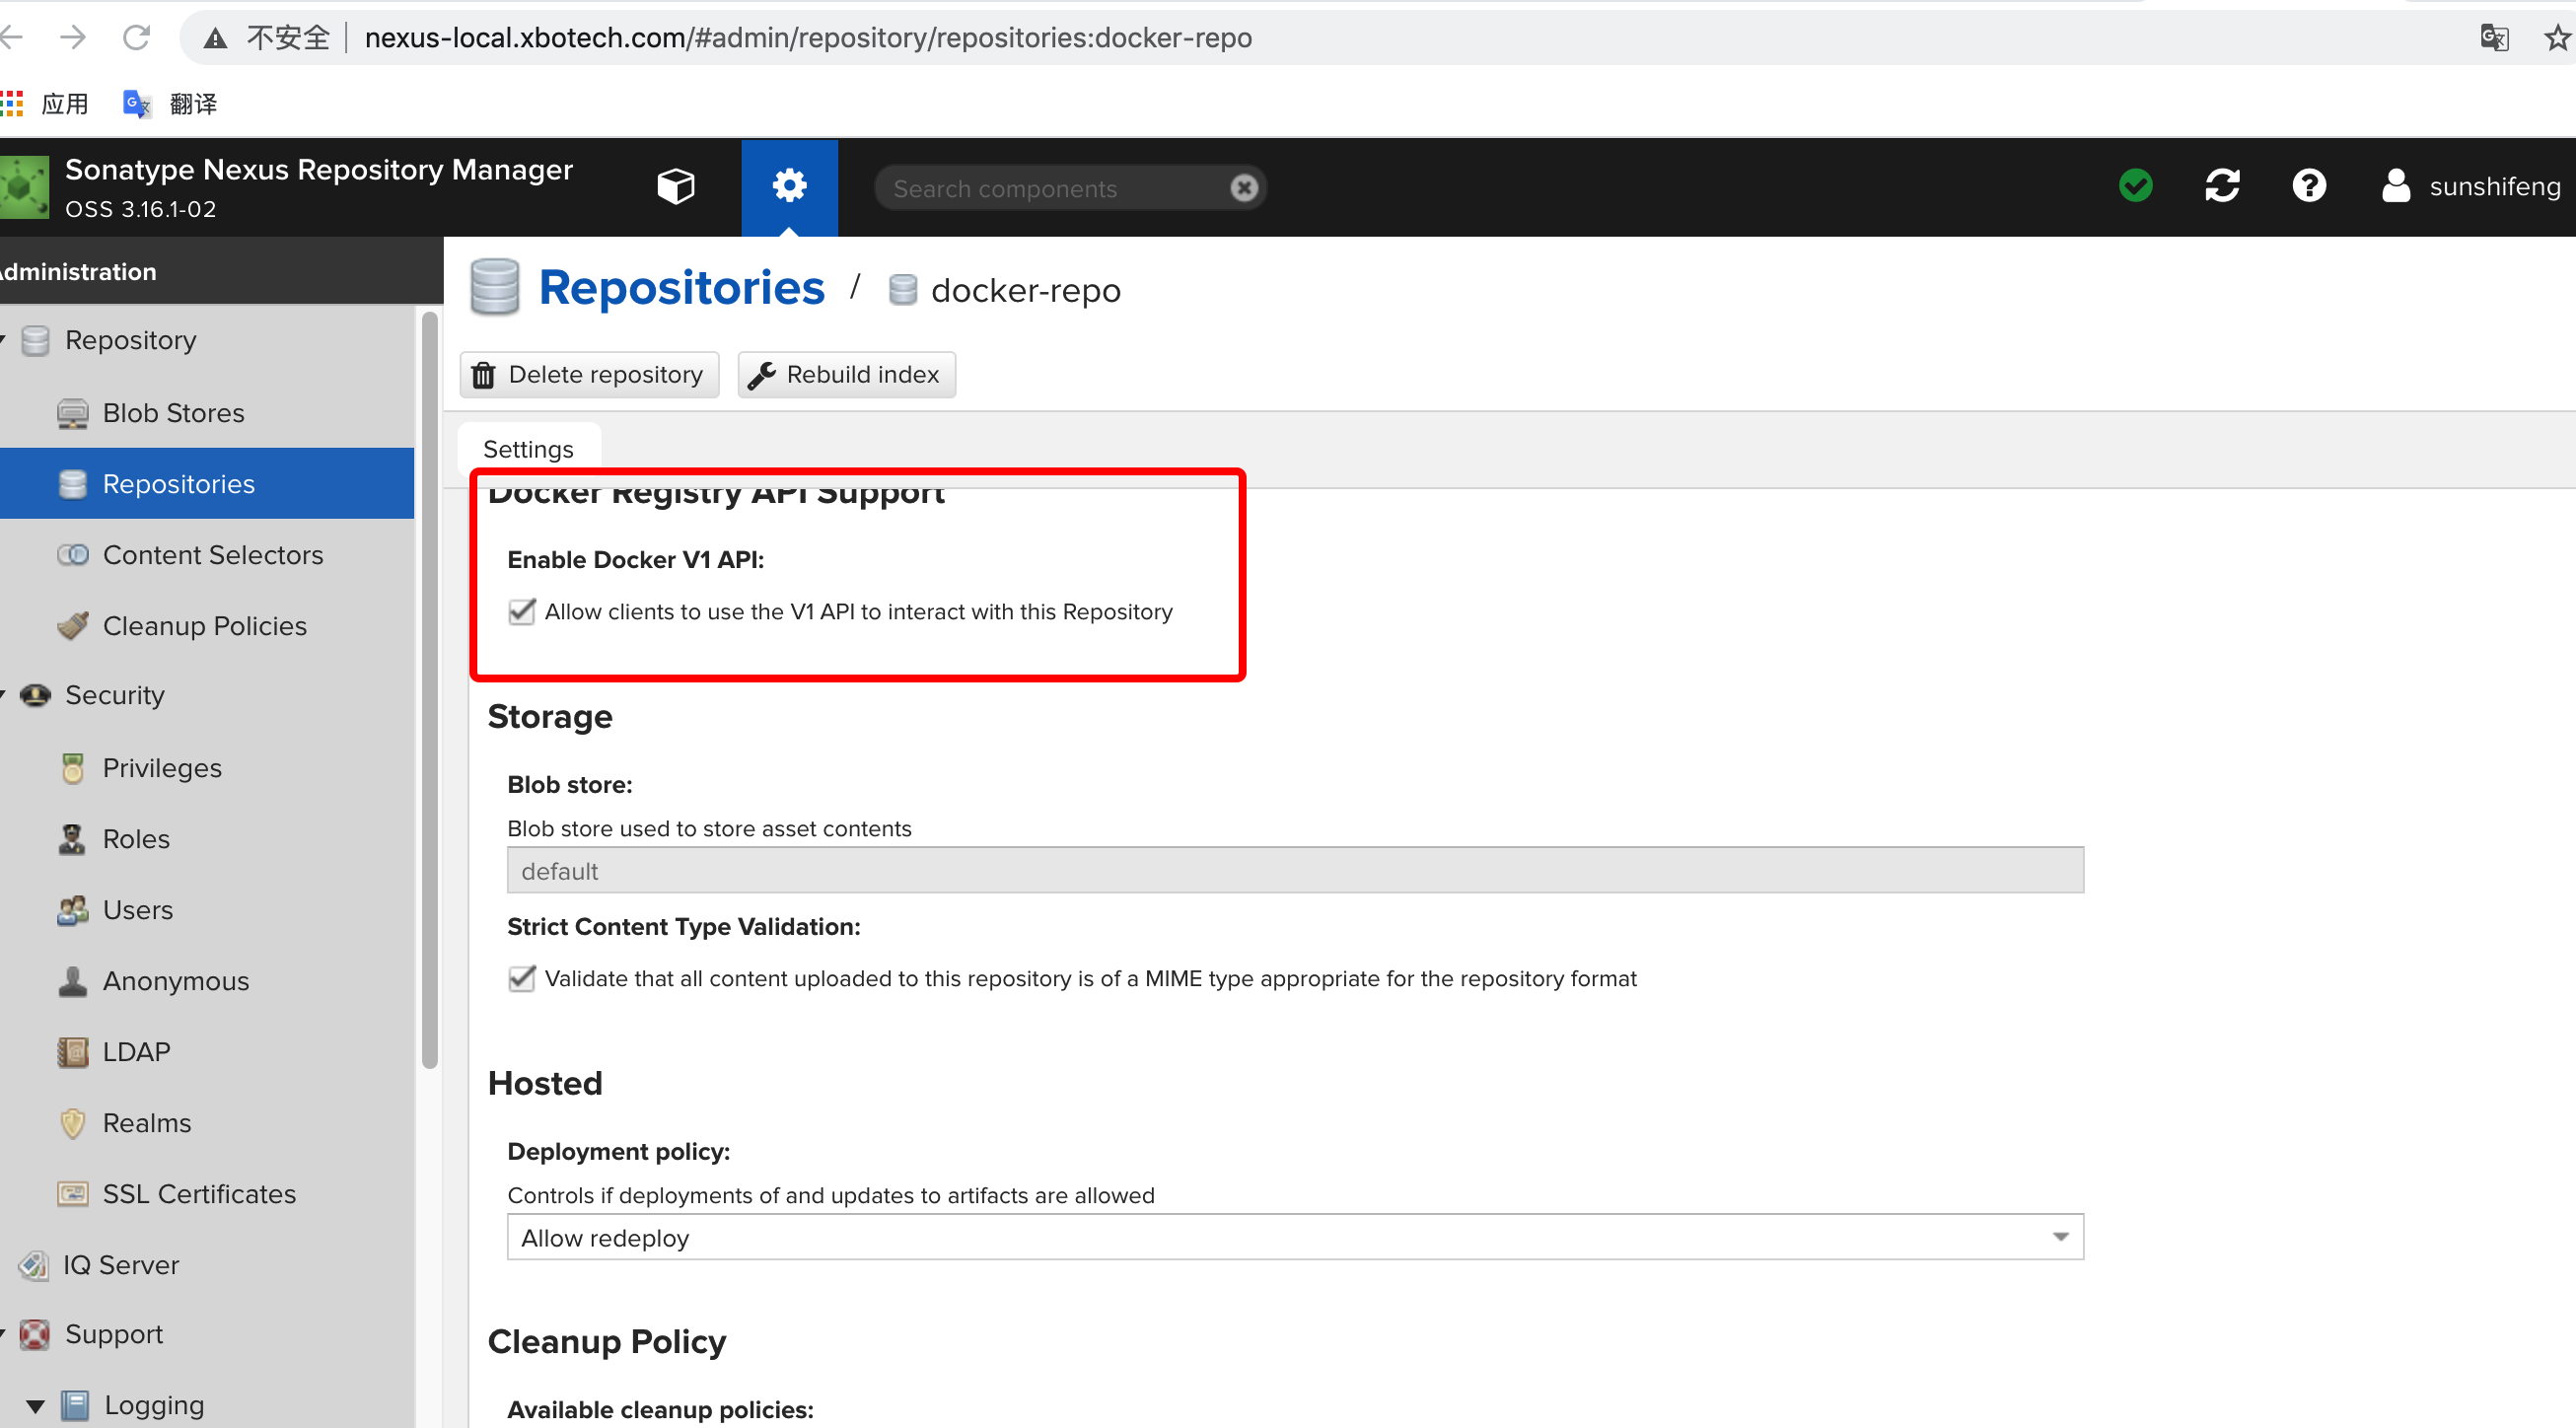 不安全 nexus-local.xbotech.com/#admin/repository/repositories:docker-repo
应用 翻译
Sonatype Nexus Repository Manager
OSS 3.16.1-02
Search components
sunshifeng
Administration
Repository
Blob Stores
Repositories
Content Selectors
Cleanup Policies
Security
Privileges
Roles
Users
Anonymous
LDAP
Realms
SSL Certificates
IQ Server
Support
Logging
Repositories / docker-repo
Delete repository Rebuild index
Settings
Docker Registry API Support
Enable Docker V1 API:
Allow clients to use the V1 API to interact with this Repository
Storage
Blob store:
Blob store used to store asset contents
default
Strict Content Type Validation:
Validate that all content uploaded to this repository is of a MIME type appropriate for the repository format
Hosted
Deployment policy:
Controls if deployments of and updates to artifacts are allowed
Allow redeploy
Cleanup Policy
Available cleanup policies: